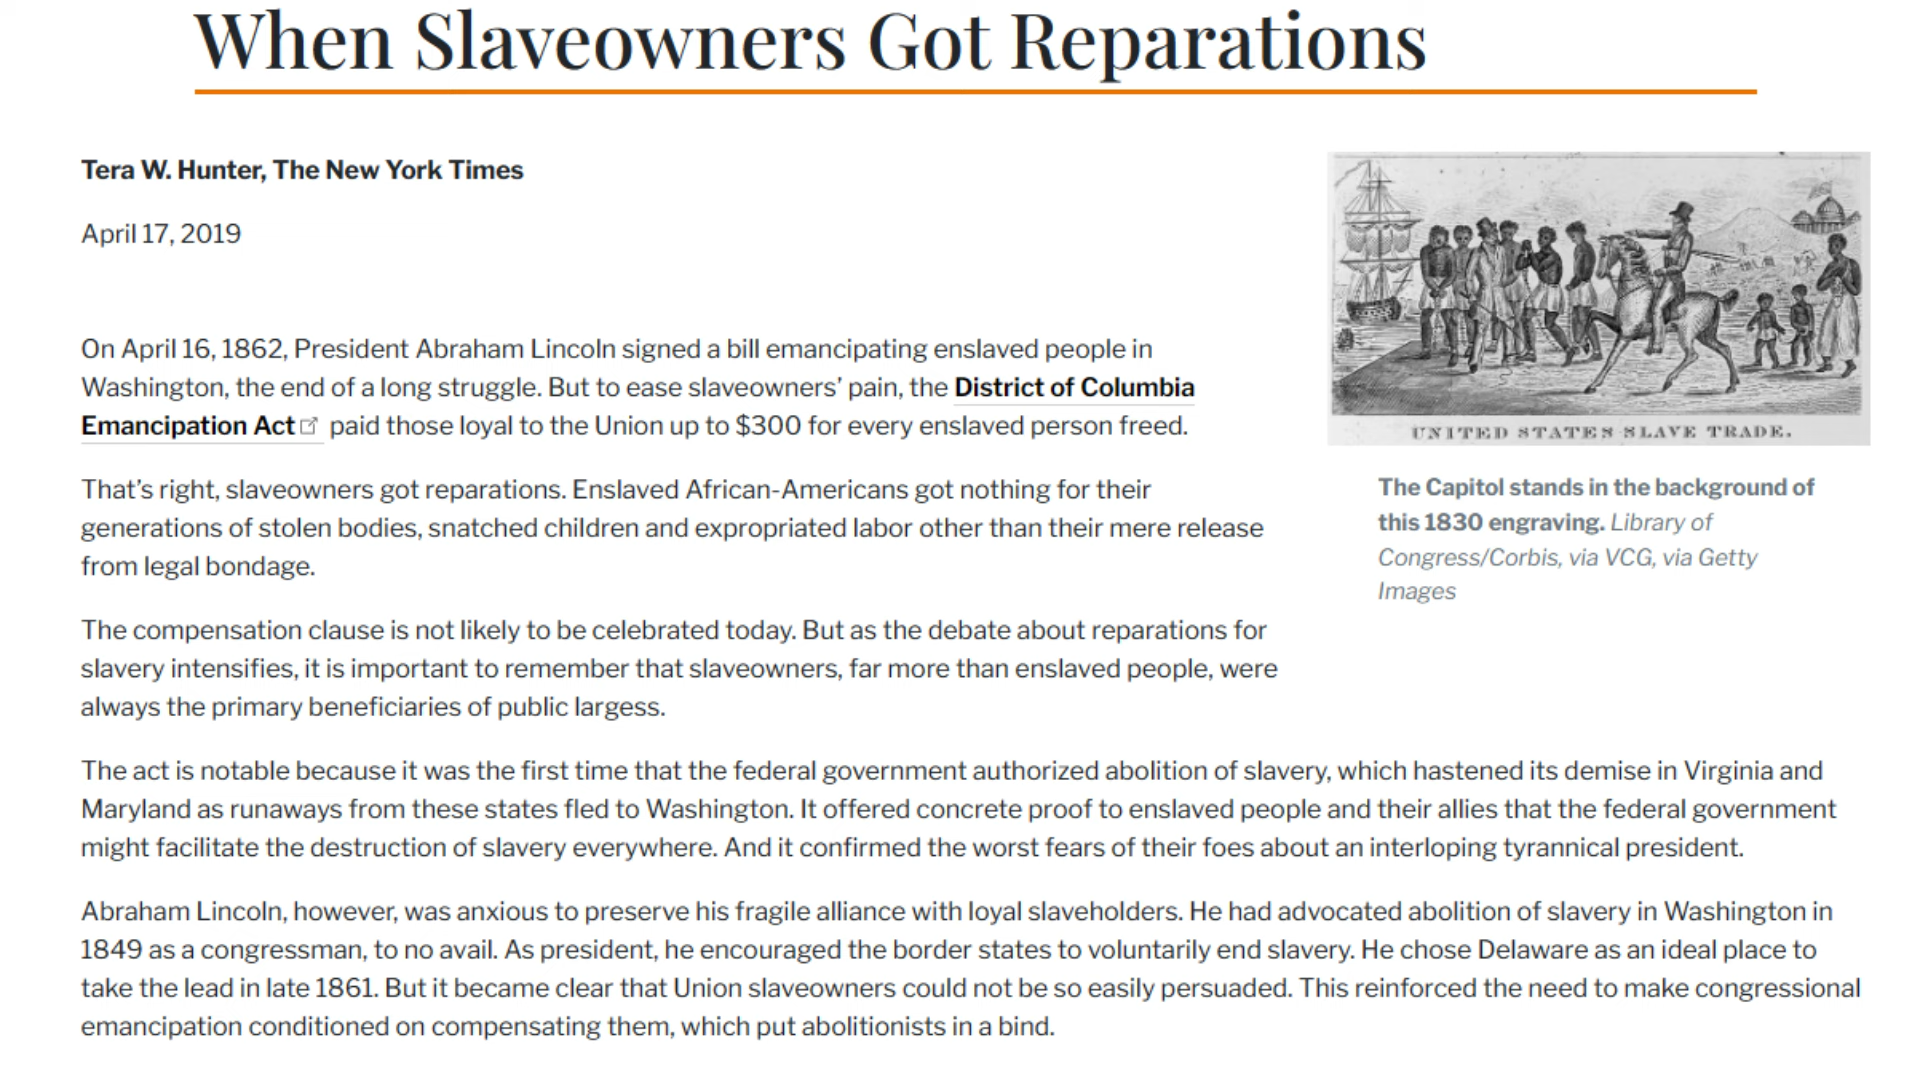 When Slaveowners Got Reparations
Tera W. Hunter, The New York Times
April 17, 2019
On April 16, 1862, President Abraham Lincoln signed a bill emancipating enslaved people in
Washington, the end of a long struggle. But to ease slaveowners' pain, the District of Columbia
Emancipation Act paid those loyal to the Union up to $300 for every enslaved person freed.
That's right, slaveowners got reparations. Enslaved African-Americans got nothing for their
generations of stolen bodies, snatched children and expropriated labor other than their mere release
from legal bondage.
The compensation clause is not likely to be celebrated today. But as the debate about reparations for
slavery intensifies, it is important to remember that slaveowners, far more than enslaved people, were
always the primary beneficiaries of public largess.
UNITED STATES SLAVE TRADE.
The Capitol stands in the background of
this 1830 engraving. Library of
Congress/Corbis, via VCG, via Getty
Images
The act is notable because it was the first time that the federal government authorized abolition of slavery, which hastened its demise in Virginia and
Maryland as runaways from these states fled to Washington. It offered concrete proof to enslaved people and their allies that the federal government
might facilitate the destruction of slavery everywhere. And it confirmed the worst fears of their foes about an interloping tyrannical president.
Abraham Lincoln, however, was anxious to preserve his fragile alliance with loyal slaveholders. He had advocated abolition of slavery in Washington in
1849 as a congressman, to no avail. As president, he encouraged the border states to voluntarily end slavery. He chose Delaware as an ideal place to
take the lead in late 1861. But it became clear that Union slaveowners could not be so easily persuaded. This reinforced the need to make congressional
emancipation conditioned on compensating them, which put abolitionists in a bind.